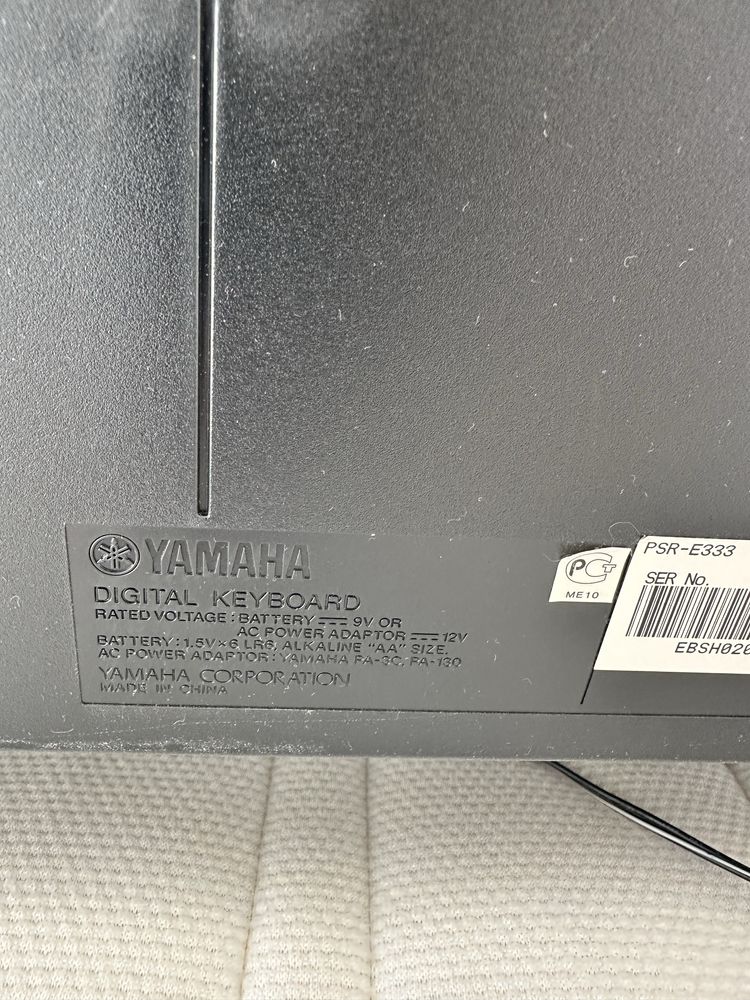 YAMAHA
DIGITAL KEYBOARD
RATED VOLTAGE : BATTERY ⎓ 9V OR
AC POWER ADAPTOR ⎓ 12V
BATTERY : 1.5V×6 LR6, ALKALINE "AA" SIZE.
AC POWER ADAPTOR : YAMAHA PA-3C, PA-130
YAMAHA CORPORATION
MADE IN CHINA
PCT
ME10
PSR-E333
SER No.
EBSH020